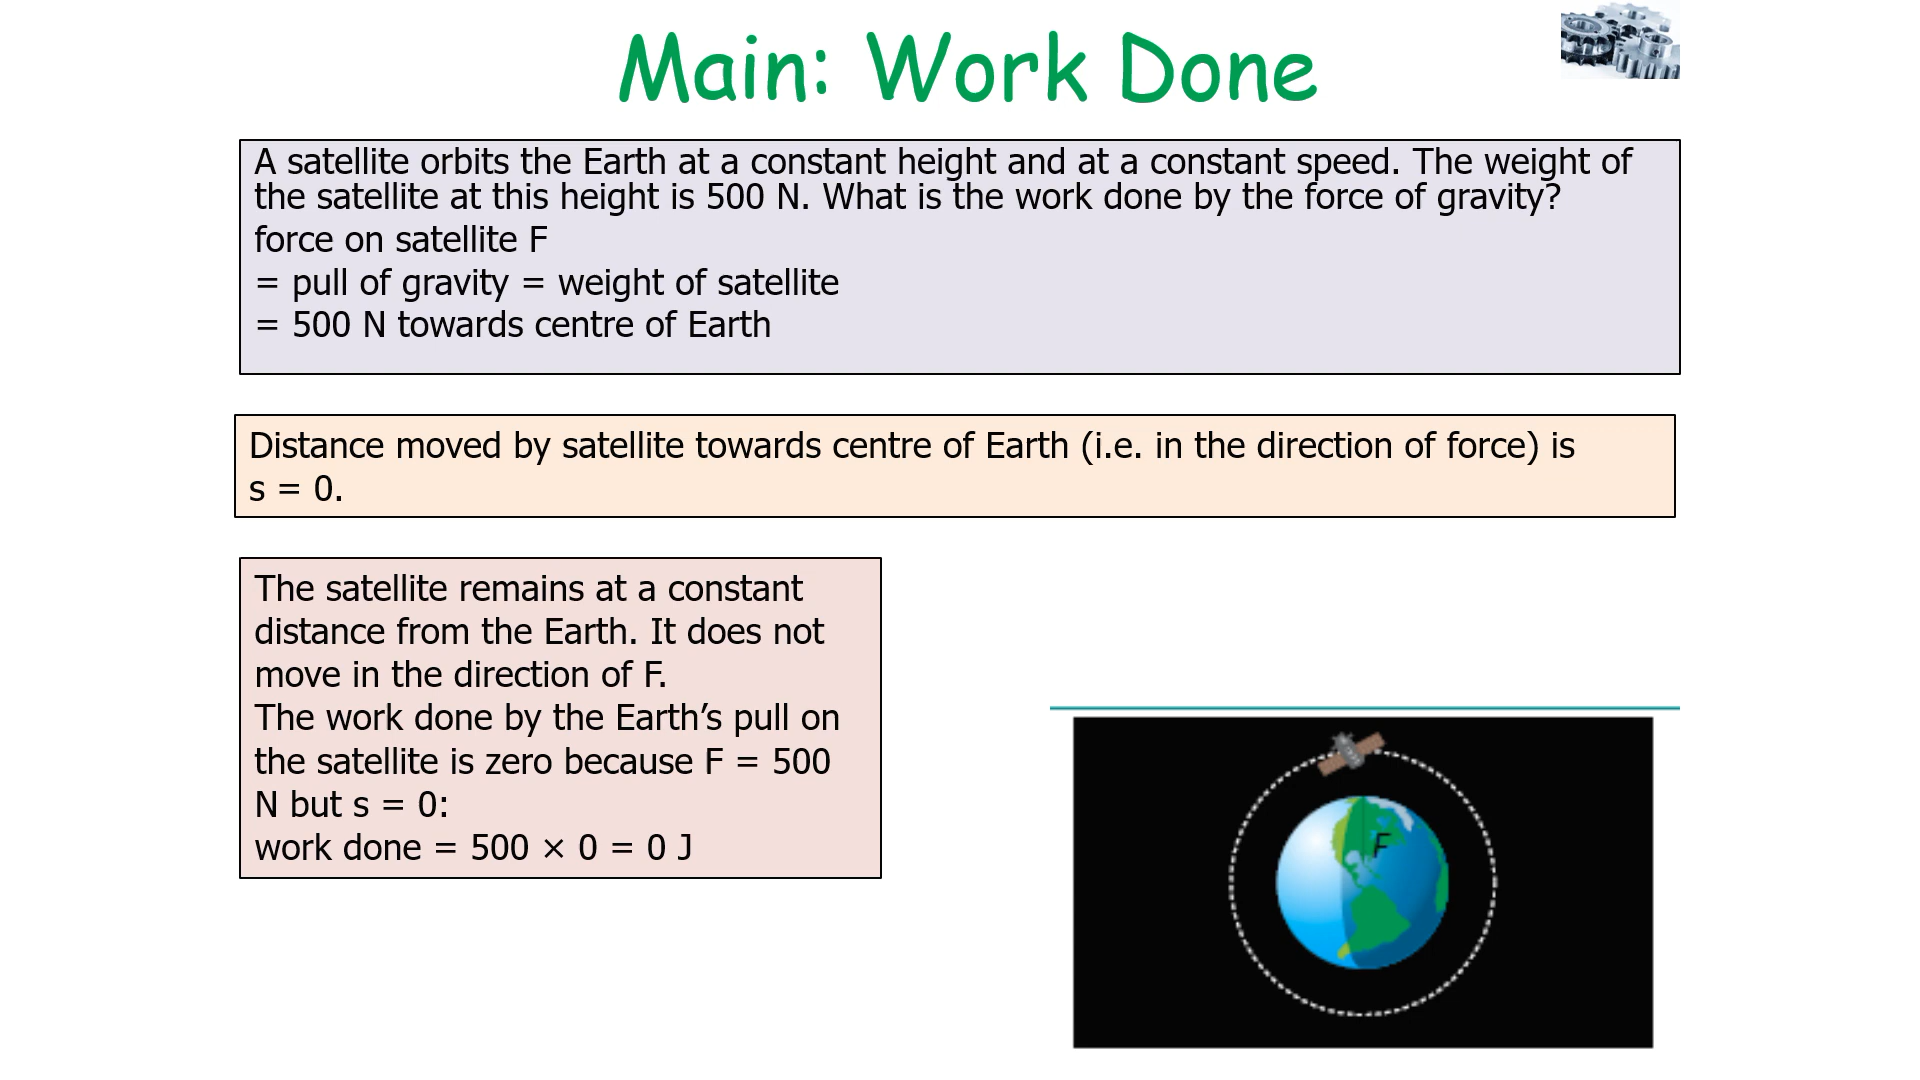 Main: Work Done
A satellite orbits the Earth at a constant height and at a constant speed. The weight of
the satellite at this height is 500 N. What is the work done by the force of gravity?
force on satellite F
= pull of gravity = weight of satellite
= 500 N towards centre of Earth
Distance moved by satellite towards centre of Earth (i.e. in the direction of force) is
s = 0.
The satellite remains at a constant
distance from the Earth. It does not
move in the direction of F.
The work done by the Earth’s pull on
the satellite is zero because F = 500
N but s = 0:
work done = 500 × 0 = 0 J
F